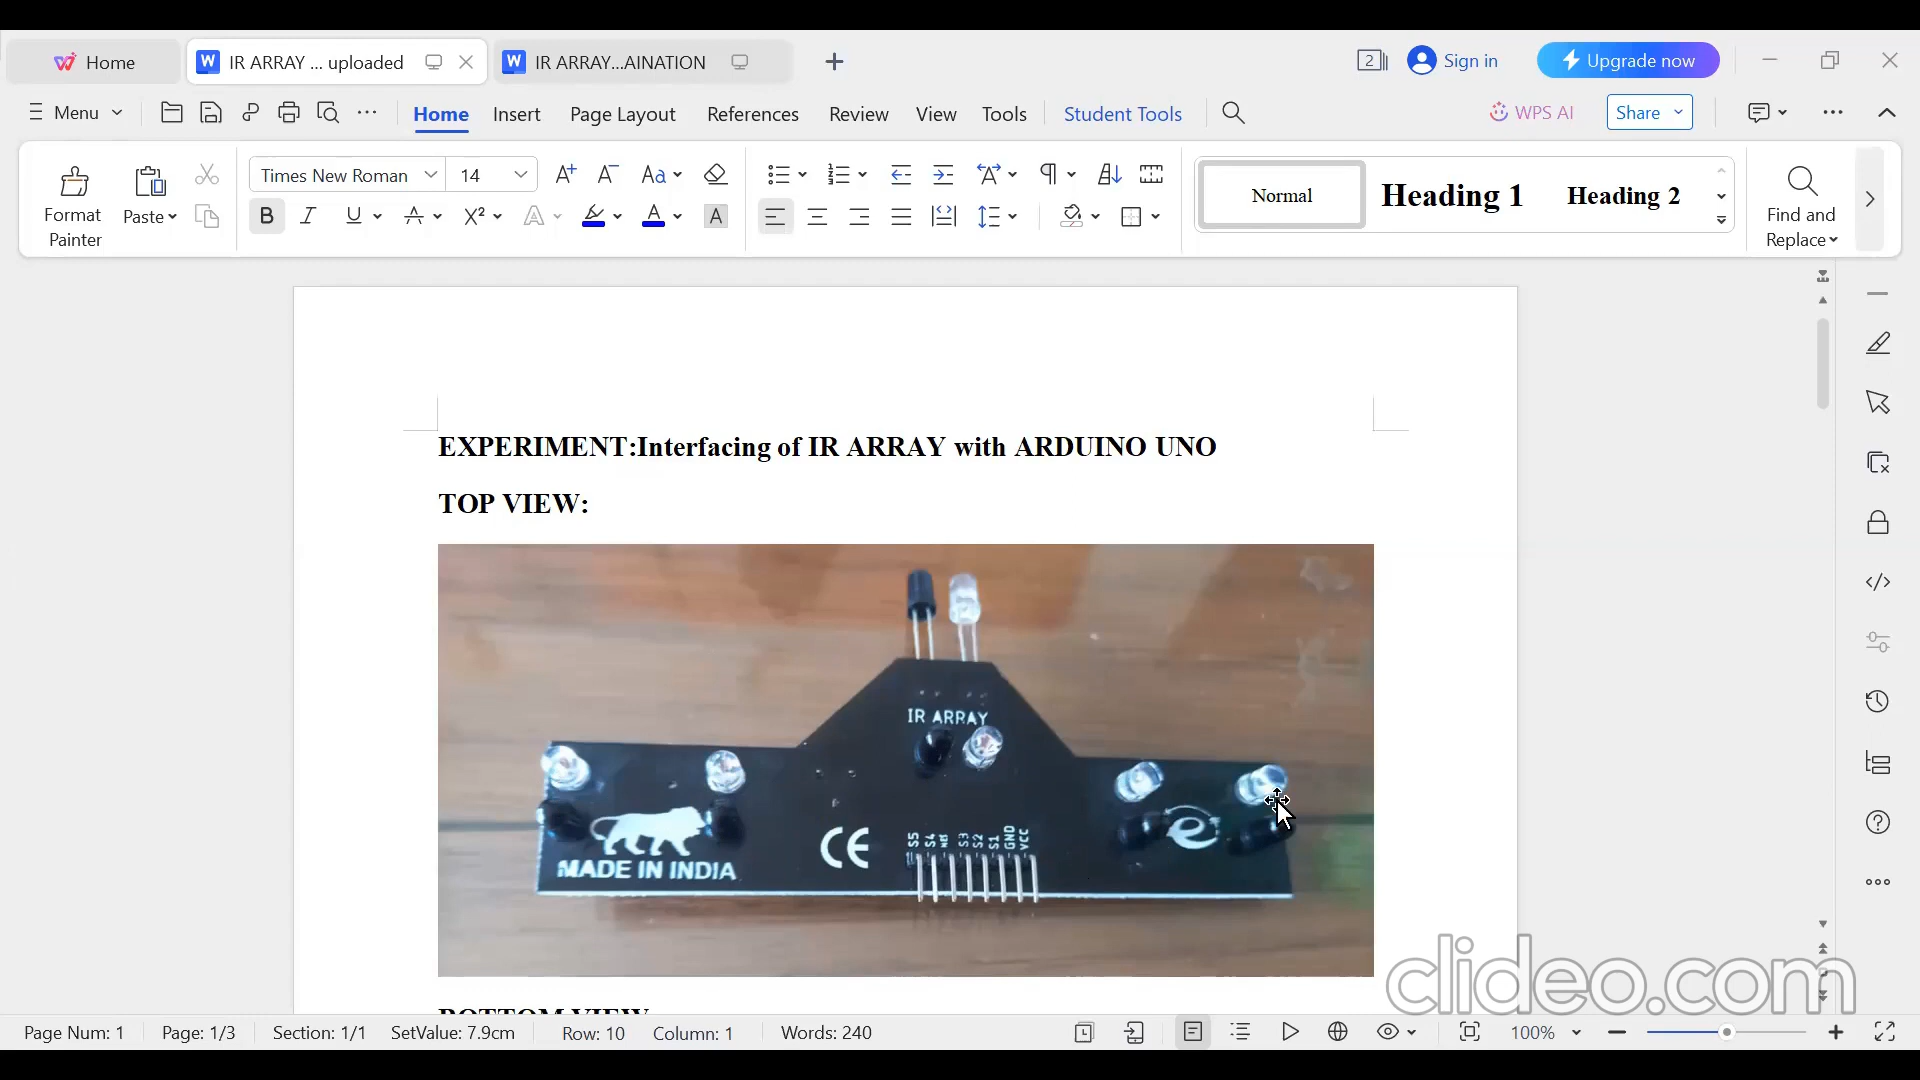 Home
IR ARRAY ... uploaded
IR ARRAY...AINATION
2
Sign in
Upgrade now
Menu
Home
Insert
Page Layout
References
Review
View
Tools
Student Tools
WPS AI
Share
Format
Painter
Paste
Times New Roman
14
Normal
Heading 1
Heading 2
Find and
Replace
EXPERIMENT:Interfacing of IR ARRAY with ARDUINO UNO
TOP VIEW:
IR ARRAY
MADE IN INDIA
CE
S5
S4
S3
S2
S1
GND
VCC
BOTTOM VIEW
clideo.com
Page Num: 1
Page: 1/3
Section: 1/1
SetValue: 7.9cm
Row: 10
Column: 1
Words: 240
100%